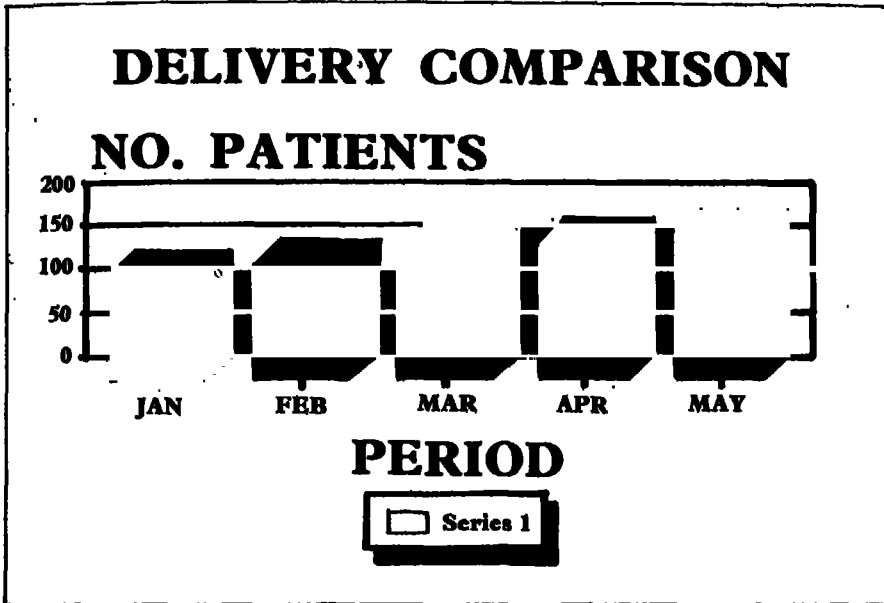 DELIVERY COMPARISON
NO. PATIENTS
200
150
100
50
0
JAN FEB MAR APR MAY
PERIOD
Series 1